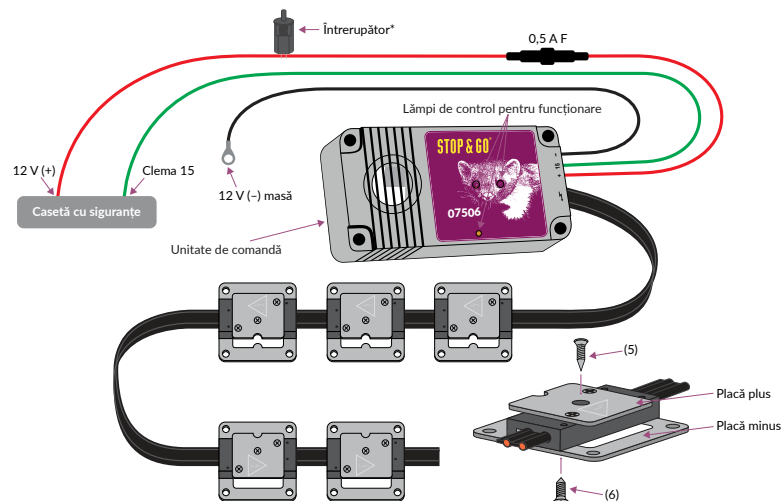 Întrerupător*
0,5 A F
Lămpi de control pentru funcționare
STOP & GO®
- 15 +
12 V (+)
Clema 15
12 V (–) masă
Casetă cu siguranțe
07506
Unitate de comandă
(5)
Placă plus
Placă minus
(6)